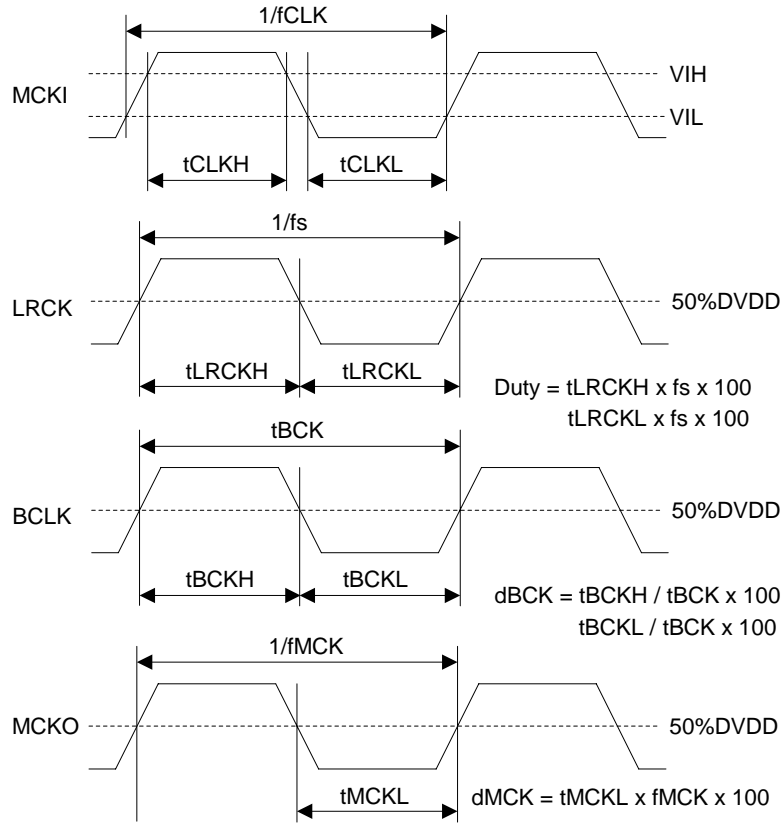 1/fCLK
MCKI
VIH
VIL
tCLKH
tCLKL
1/fs
LRCK
50%DVDD
tLRCKH
tLRCKL
Duty = tLRCKH x fs x 100
tLRCKL x fs x 100
tBCK
BCLK
50%DVDD
tBCKH
tBCKL
dBCK = tBCKH / tBCK x 100
tBCKL / tBCK x 100
1/fMCK
MCKO
50%DVDD
tMCKL
dMCK = tMCKL x fMCK x 100